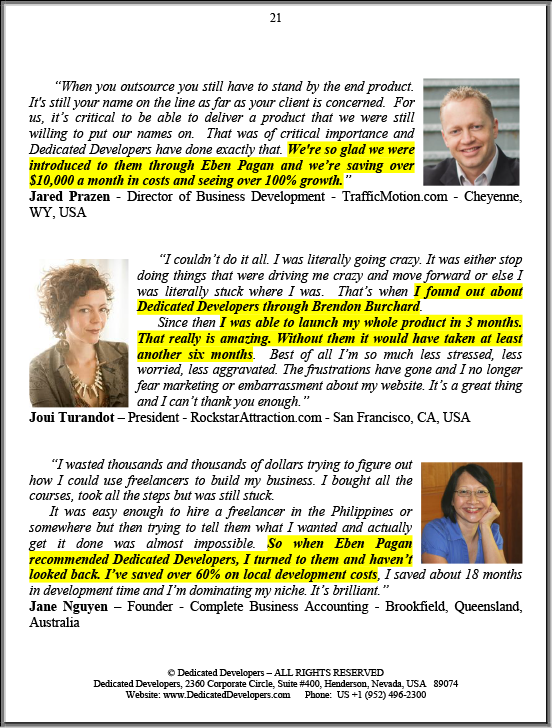 21
“When you outsource you still have to stand by the end product.
It's still your name on the line as far as your client is concerned. For
us, it’s critical to be able to deliver a product that we were still
willing to put our names on. That was of critical importance and
Dedicated Developers have done exactly that. We’re so glad we were
introduced to them through Eben Pagan and we’re saving over
$10,000 a month in costs and seeing over 100% growth.”
Jared Prazen - Director of Business Development - TrafficMotion.com - Cheyenne,
WY, USA
“I couldn’t do it all. I was literally going crazy. It was either stop
doing things that were driving me crazy and move forward or else I
was literally stuck where I was. That’s when I found out about
Dedicated Developers through Brendon Burchard.
Since then I was able to launch my whole product in 3 months.
That really is amazing. Without them it would have taken at least
another six months. Best of all I’m so much less stressed, less
worried, less aggravated. The frustrations have gone and I no longer
fear marketing or embarrassment about my website. It’s a great thing
and I can’t thank you enough.”
Joui Turandot – President - RockstarAttraction.com - San Francisco, CA, USA
“I wasted thousands and thousands of dollars trying to figure out
how I could use freelancers to build my business. I bought all the
courses, took all the steps but was still stuck.
It was easy enough to hire a freelancer in the Philippines or
somewhere but then trying to tell them what I wanted and actually
get it done was almost impossible. So when Eben Pagan
recommended Dedicated Developers, I turned to them and haven’t
looked back. I’ve saved over 60% on local development costs, I saved about 18 months
in development time and I’m dominating my niche. It’s brilliant.”
Jane Nguyen – Founder - Complete Business Accounting - Brookfield, Queensland,
Australia
© Dedicated Developers – ALL RIGHTS RESERVED
Dedicated Developers, 2360 Corporate Circle, Suite #400, Henderson, Nevada, USA 89074
Website: www.DedicatedDevelopers.com Phone: US +1 (952) 496-2300